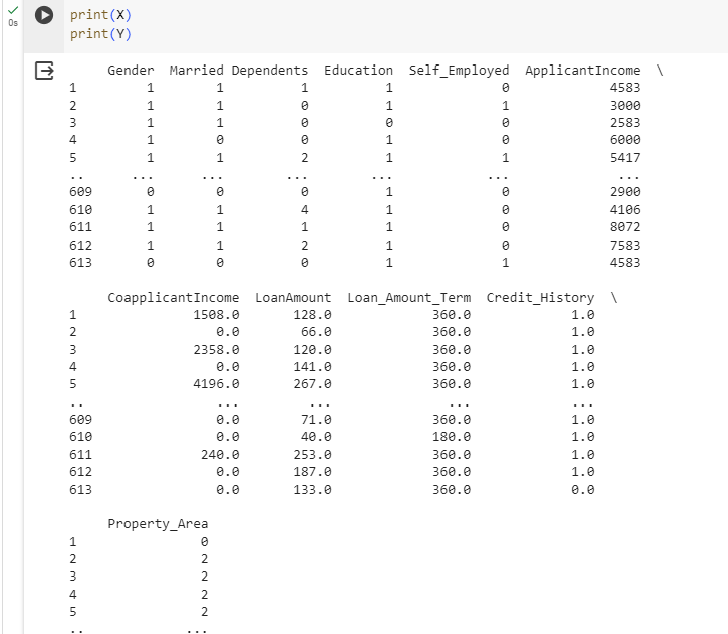 print(X)
0s
print(Y)
Gender Married Dependents Education Self_Employed ApplicantIncome \
1 1 1 1 1 0 4583
2 1 1 0 1 1 3000
3 1 1 0 0 0 2583
4 1 0 0 1 0 6000
5 1 1 2 1 1 5417
.. ... ... ... ... ... ...
609 0 0 0 1 0 2900
610 1 1 4 1 0 4106
611 1 1 1 1 0 8072
612 1 1 2 1 0 7583
613 0 0 0 1 1 4583
CoapplicantIncome LoanAmount Loan_Amount_Term Credit_History \
1 1508.0 128.0 360.0 1.0
2 0.0 66.0 360.0 1.0
3 2358.0 120.0 360.0 1.0
4 0.0 141.0 360.0 1.0
5 4196.0 267.0 360.0 1.0
.. ... ... ... ...
609 0.0 71.0 360.0 1.0
610 0.0 40.0 180.0 1.0
611 240.0 253.0 360.0 1.0
612 0.0 187.0 360.0 1.0
613 0.0 133.0 360.0 0.0
Property_Area
1 0
2 2
3 2
4 2
5 2
.. ...